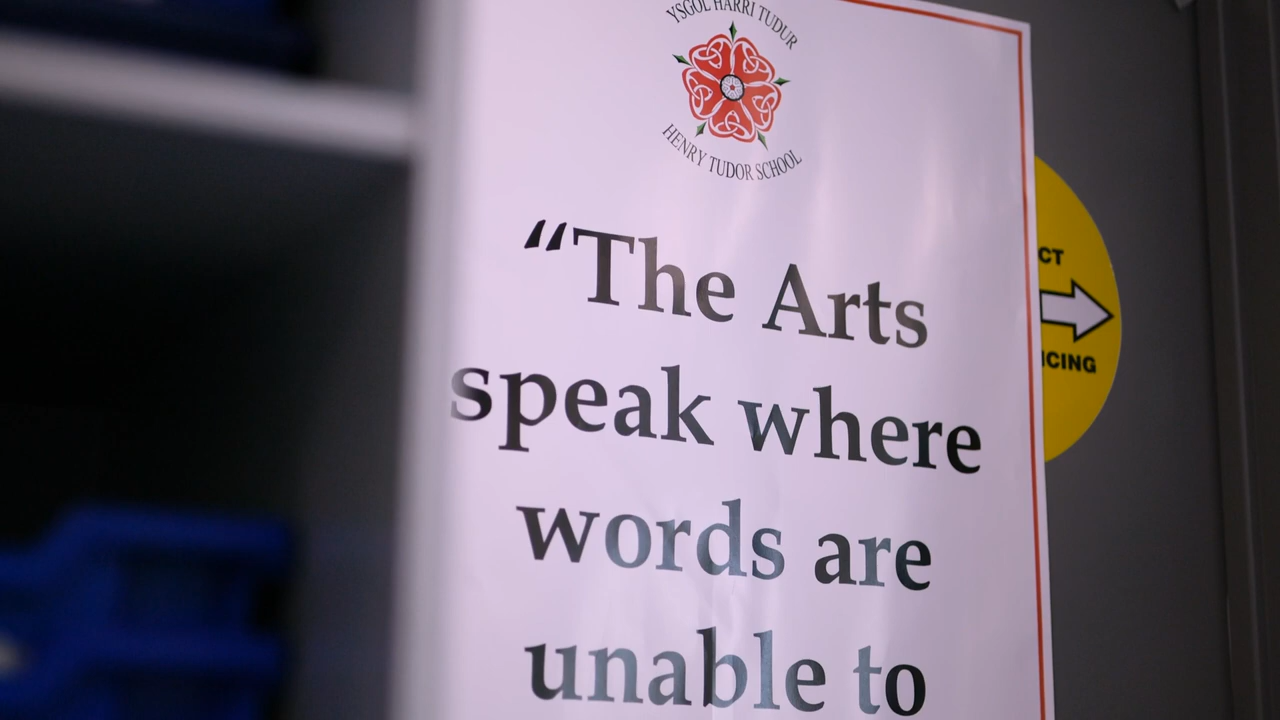 YSGOL HARRI TUDUR
HENRY TUDOR SCHOOL
“The Arts
speak where
words are
unable to
CT
ICING